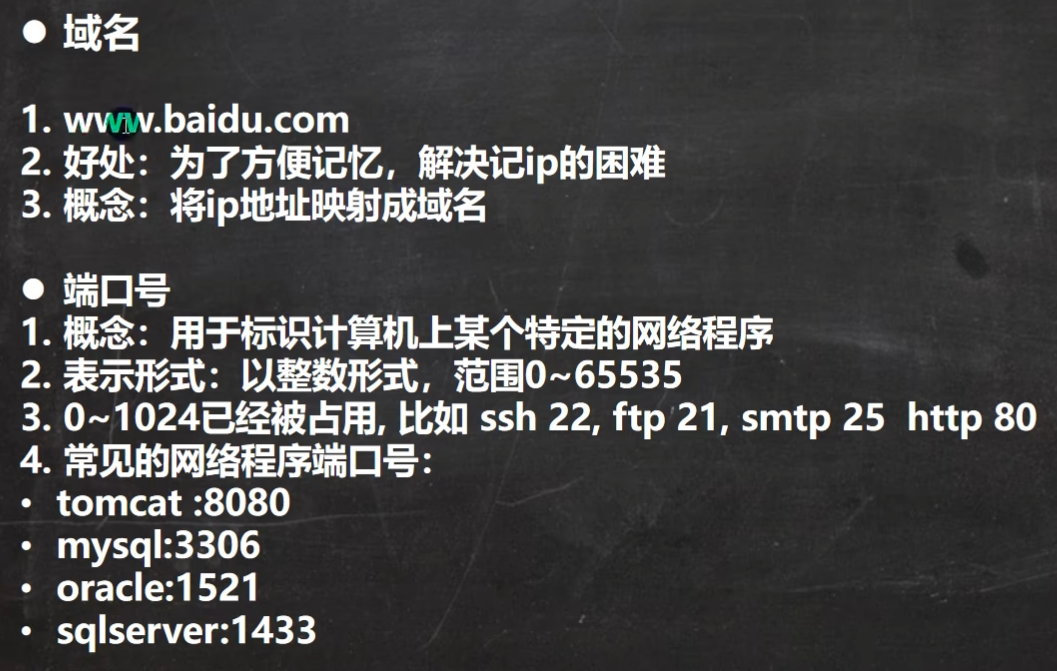 ● 域名
1. www.baidu.com
2. 好处：为了方便记忆，解决记ip的困难
3. 概念：将ip地址映射成域名
● 端口号
1. 概念：用于标识计算机上某个特定的网络程序
2. 表示形式：以整数形式，范围0~65535
3. 0~1024已经被占用, 比如 ssh 22, ftp 21, smtp 25  http 80
4. 常见的网络程序端口号：
• tomcat :8080
• mysql:3306
• oracle:1521
• sqlserver:1433